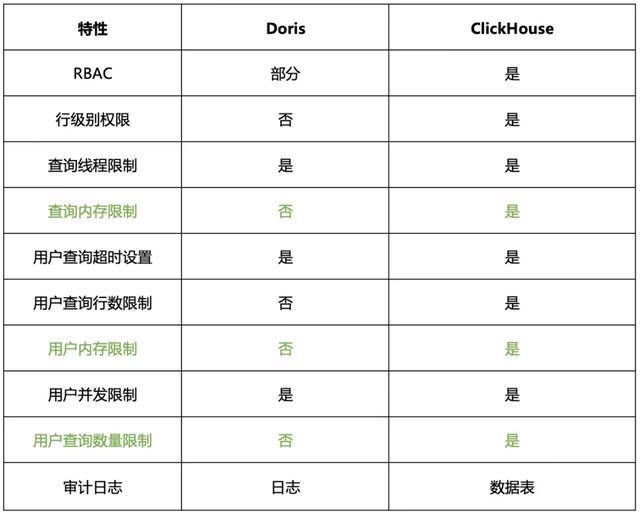 特性 Doris ClickHouse
RBAC 部分 是
行级别权限 否 是
查询线程限制 是 是
查询内存限制 否 是
用户查询超时设置 是 是
用户查询行数限制 否 是
用户内存限制 否 是
用户并发限制 是 是
用户查询数量限制 否 是
审计日志 日志 数据表